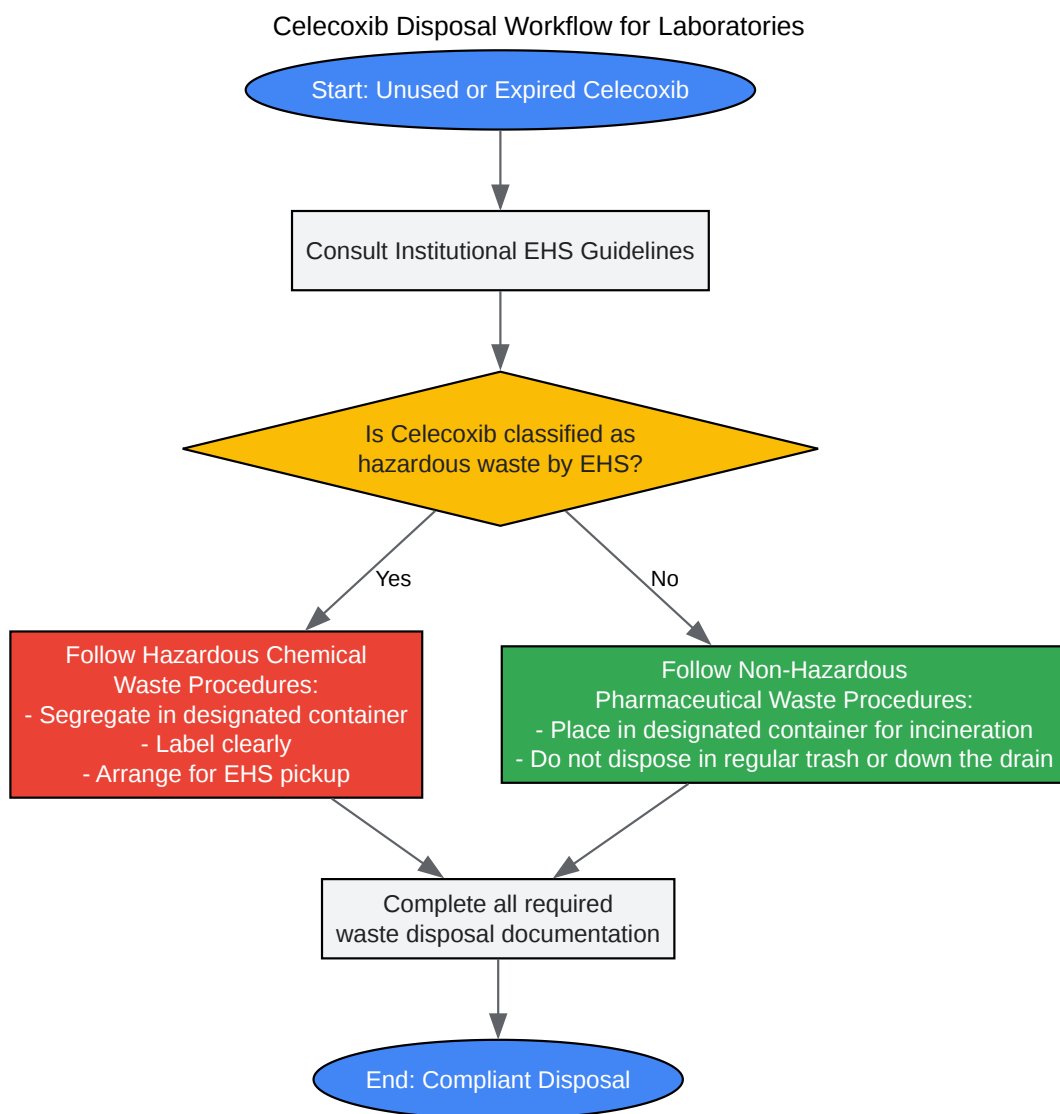 Celecoxib Disposal Workflow for Laboratories
Start: Unused or Expired Celecoxib
Consult Institutional EHS Guidelines
Is Celecoxib classified as
hazardous waste by EHS?
Yes
No
Follow Hazardous Chemical
Waste Procedures:
- Segregate in designated container
- Label clearly
- Arrange for EHS pickup
Follow Non-Hazardous
Pharmaceutical Waste Procedures:
- Place in designated container for incineration
- Do not dispose in regular trash or down the drain
Complete all required
waste disposal documentation
End: Compliant Disposal